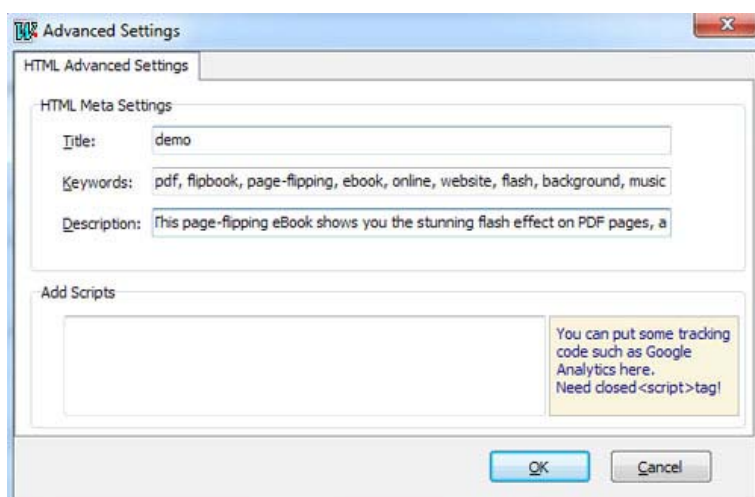 Advanced Settings
HTML Advanced Settings
HTML Meta Settings
Title: demo
Keywords: pdf, flipbook, page-flipping, ebook, online, website, flash, background, music
Description: This page-flipping eBook shows you the stunning flash effect on PDF pages, a
Add Scripts
You can put some tracking
code such as Google
Analytics here.
Need closed<script>tag!
OK Cancel